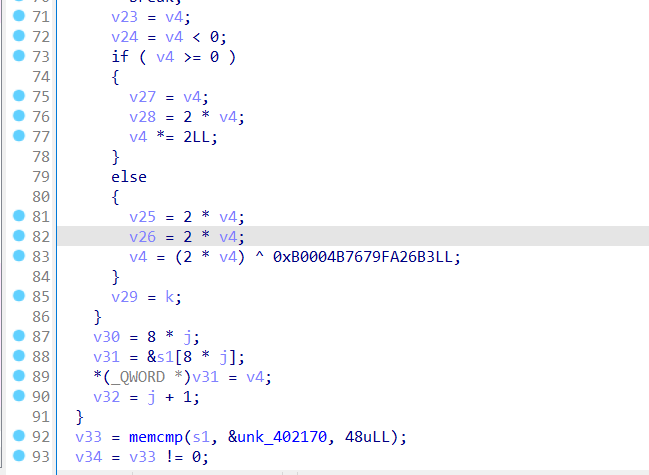 break;
71 v23 = v4;
72 v24 = v4 < 0;
73 if ( v4 >= 0 )
74 {
75 v27 = v4;
76 v28 = 2 * v4;
77 v4 *= 2LL;
78 }
79 else
80 {
81 v25 = 2 * v4;
82 v26 = 2 * v4;
83 v4 = (2 * v4) ^ 0xB0004B7679FA26B3LL;
84 }
85 v29 = k;
86 }
87 v30 = 8 * j;
88 v31 = &s1[8 * j];
89 *(_QWORD *)v31 = v4;
90 v32 = j + 1;
91 }
92 v33 = memcmp(s1, &unk_402170, 48uLL);
93 v34 = v33 != 0;